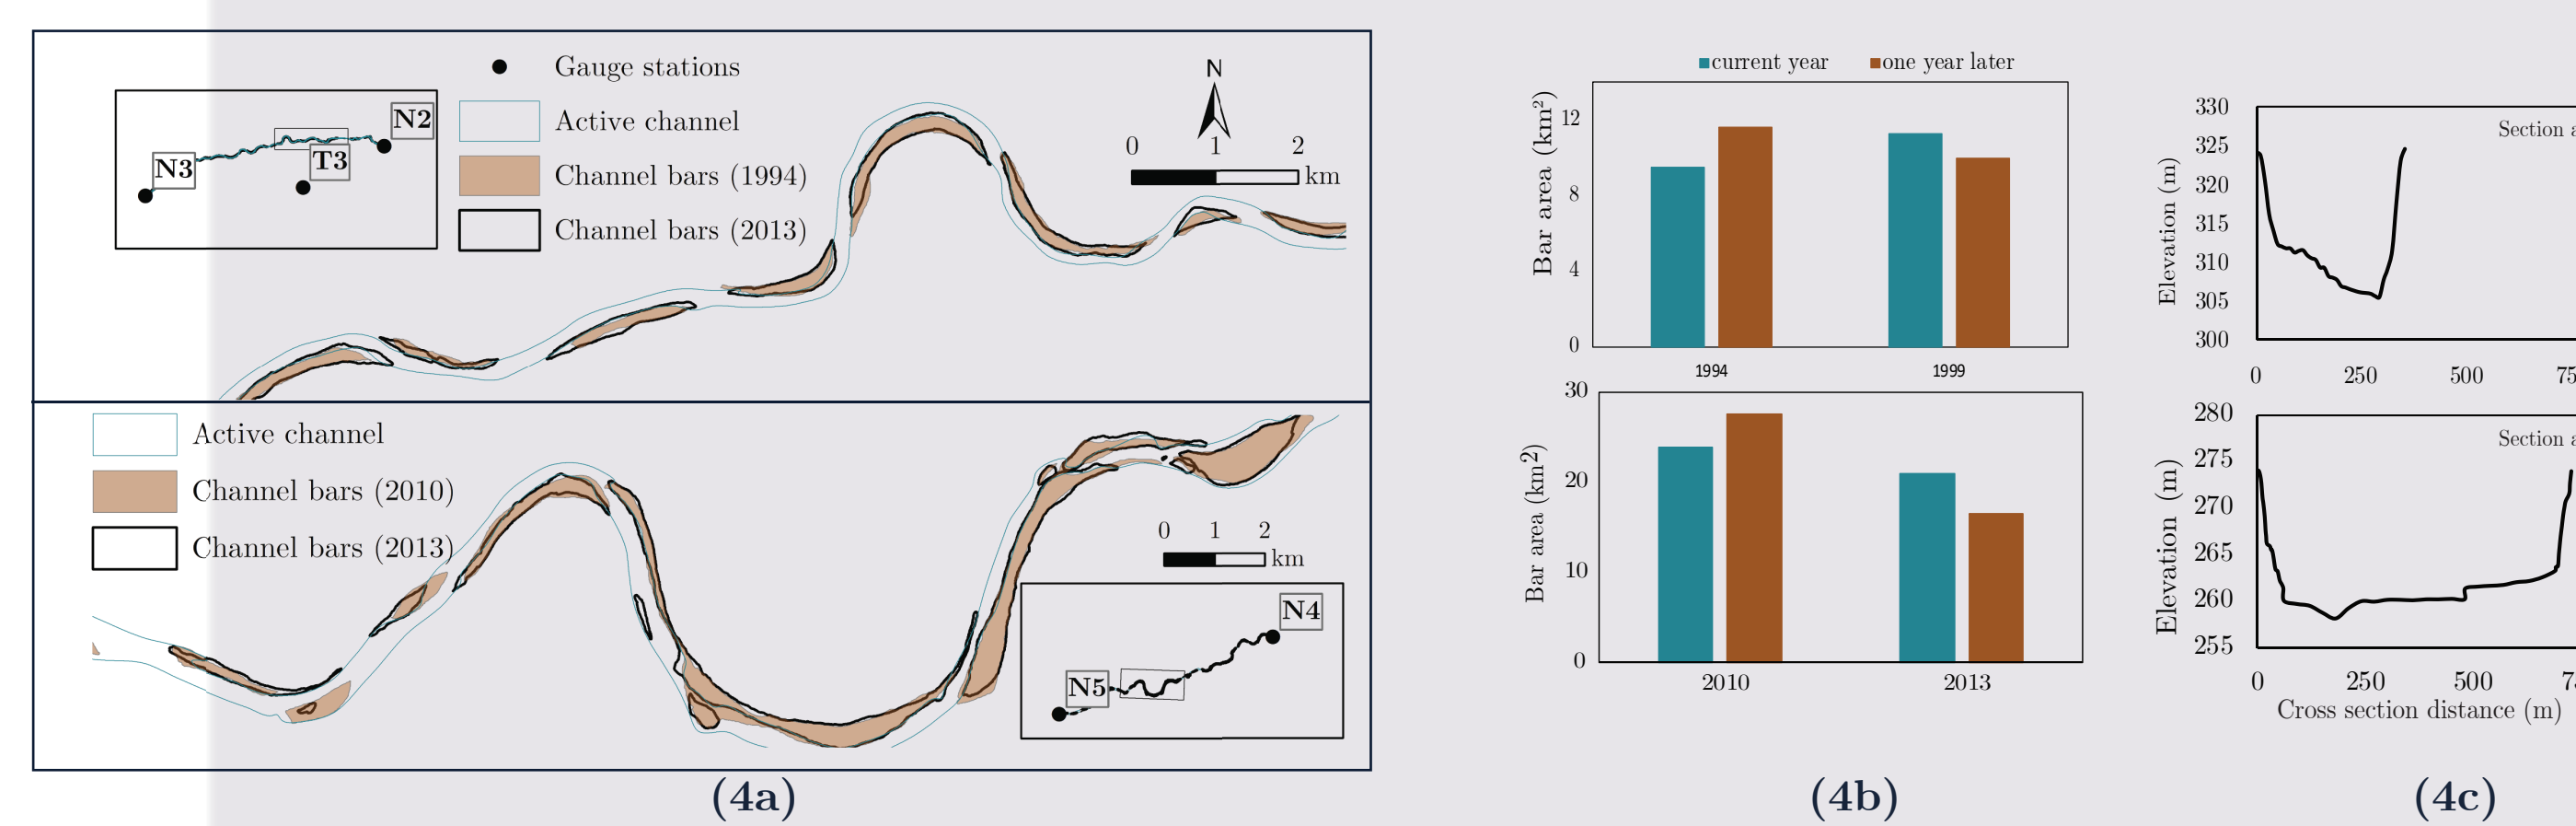 Gauge stations
Active channel
Channel bars (1994)
Channel bars (2013)
N2
N3
T3
N
0 1 2
km
Active channel
Channel bars (2010)
Channel bars (2013)
0 1 2
km
N4
N5
(4a)
current year one year later
Bar area (km²)
12
8
4
0
1994 1999
Bar area (km2)
30
20
10
0
2010 2013
(4b)
Elevation (m)
330
325
320
315
310
305
300
Section
0 250 500
Elevation (m)
280
275
270
265
260
255
Section
0 250 500
Cross section distance (m)
(4c)